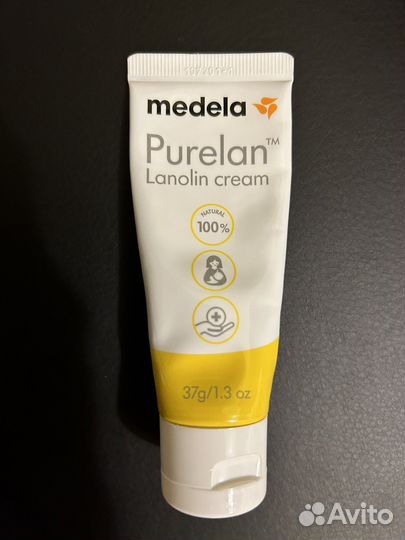 medela
Purelan™
Lanolin cream
NATURAL
100%
37g/1.3 oz
Avito